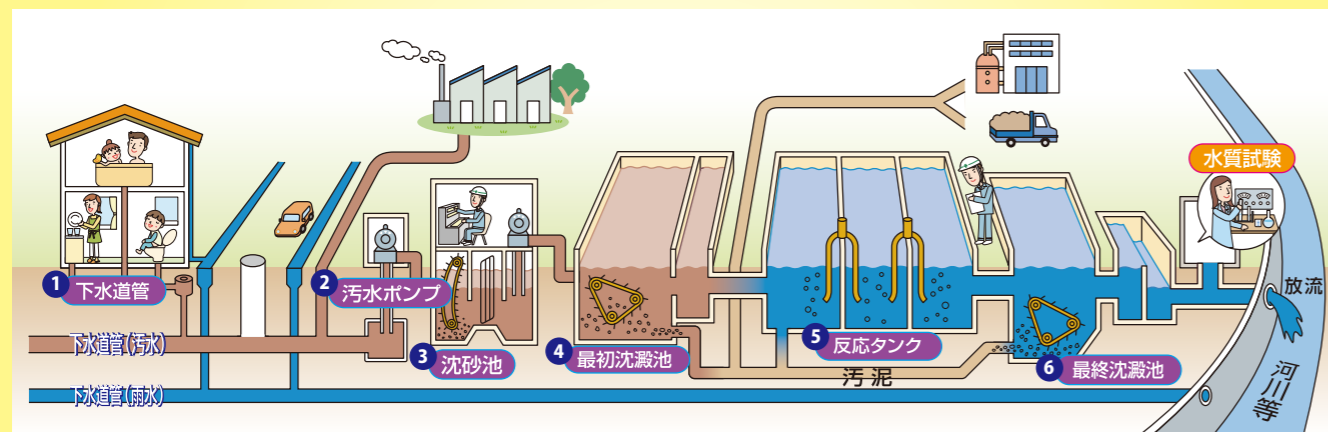 1 下水道管
2 汚水ポンプ
3 沈砂池
4 最初沈澱池
5 反応タンク
6 最終沈澱池
水質試験
放流
河川等
下水道管(汚水)
下水道管(雨水)
汚泥